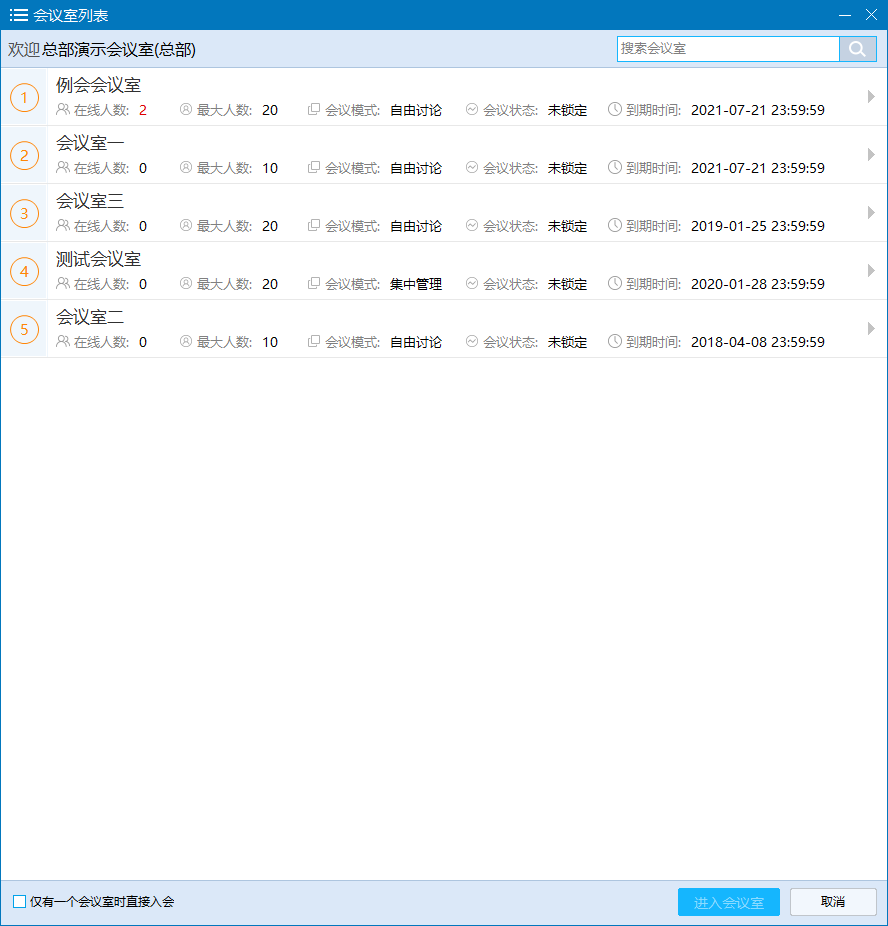 会议室列表
欢迎 总部演示会议室(总部) 搜索会议室
1 例会会议室
在线人数: 2 最大人数: 20 会议模式: 自由讨论 会议状态: 未锁定 到期时间: 2021-07-21 23:59:59
2 会议室一
在线人数: 0 最大人数: 10 会议模式: 自由讨论 会议状态: 未锁定 到期时间: 2021-07-21 23:59:59
3 会议室三
在线人数: 0 最大人数: 20 会议模式: 自由讨论 会议状态: 未锁定 到期时间: 2019-01-25 23:59:59
4 测试会议室
在线人数: 0 最大人数: 20 会议模式: 集中管理 会议状态: 未锁定 到期时间: 2020-01-28 23:59:59
5 会议室二
在线人数: 0 最大人数: 10 会议模式: 自由讨论 会议状态: 未锁定 到期时间: 2018-04-08 23:59:59
仅有一个会议室时直接入会 进入会议室 取消